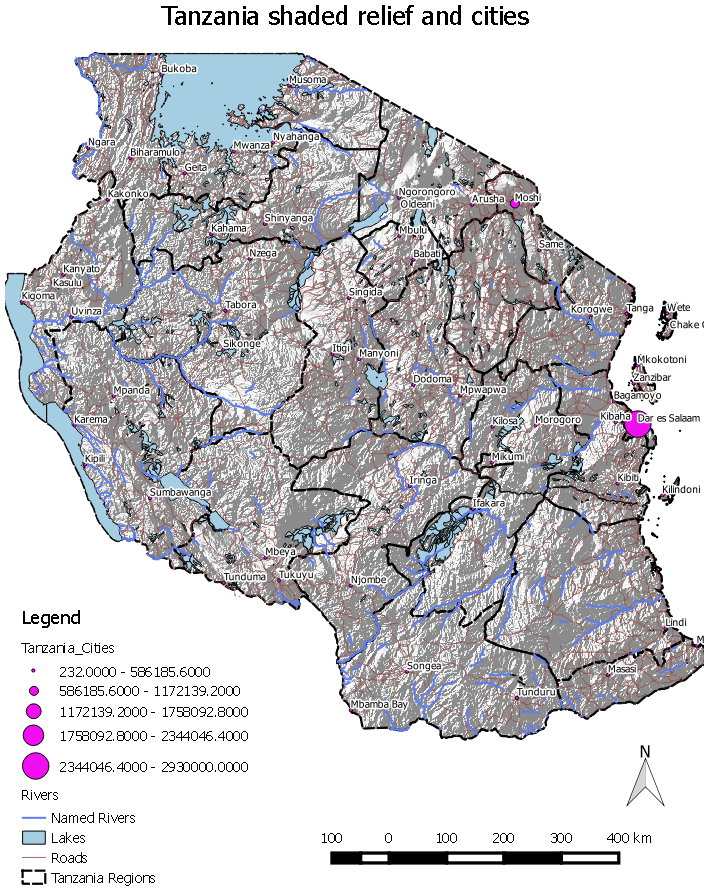 Tanzania shaded relief and cities
Bukoba
Musoma
Ngara
Biharamulo
Mwanza
Nyahanga
Geita
Kakonko
Ngorongoro
Oldeani
Arusha
Moshi
Shinyanga
Kahama
Mbulu
Same
Babati
Nzega
Kanyato
Kasulu
Kigoma
Singida
Tabora
Uvinza
Korogwe
Tanga
Wete
Chake C
Sikonge
Itigi
Manyoni
Mkokotoni
Zanzibar
Dodoma
Mpwapwa
Bagamoyo
Mpanda
Karema
Kilosa
Morogoro
Kibaha
Dar es Salaam
Kipili
Mikumi
Sumbawanga
Iringa
Kibiti
Kilindoni
Ifakara
Mbeya
Tunduma
Tukuyu
Njombe
Lindi
M
Songea
Masasi
Tunduru
Mbamba Bay
Legend
Tanzania_Cities
232.0000 - 586185.6000
586185.6000 - 1172139.2000
1172139.2000 - 1758092.8000
1758092.8000 - 2344046.4000
2344046.4000 - 2930000.0000
Rivers
Named Rivers
Lakes
Roads
Tanzania Regions
N
100 0 100 200 300 400 km